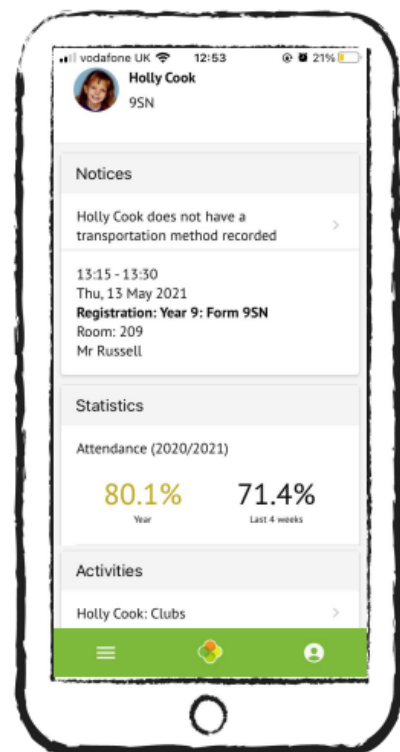 vodafone UK 12:53 21%
Holly Cook
9SN
Notices
Holly Cook does not have a
transportation method recorded
13:15 - 13:30
Thu, 13 May 2021
Registration: Year 9: Form 9SN
Room: 209
Mr Russell
Statistics
Attendance (2020/2021)
80.1% 71.4%
Year Last 4 weeks
Activities
Holly Cook: Clubs